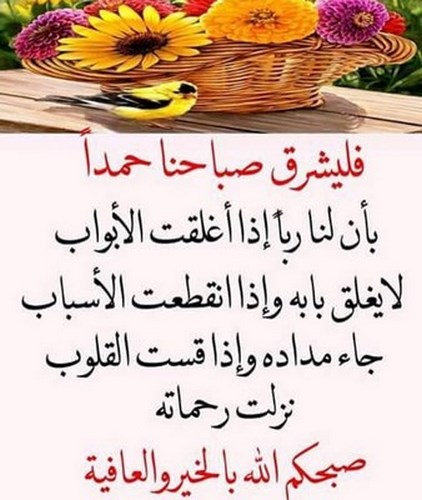 فليشرق صباحنا حمداً
بأن لنا رباً إذا أغلقت الأبواب
لايغلق بابه وإذا انقطعت الأسباب
جاء مداده وإذا قست القلوب
نزلت رحماته
صبحكم الله بالخير والعافية